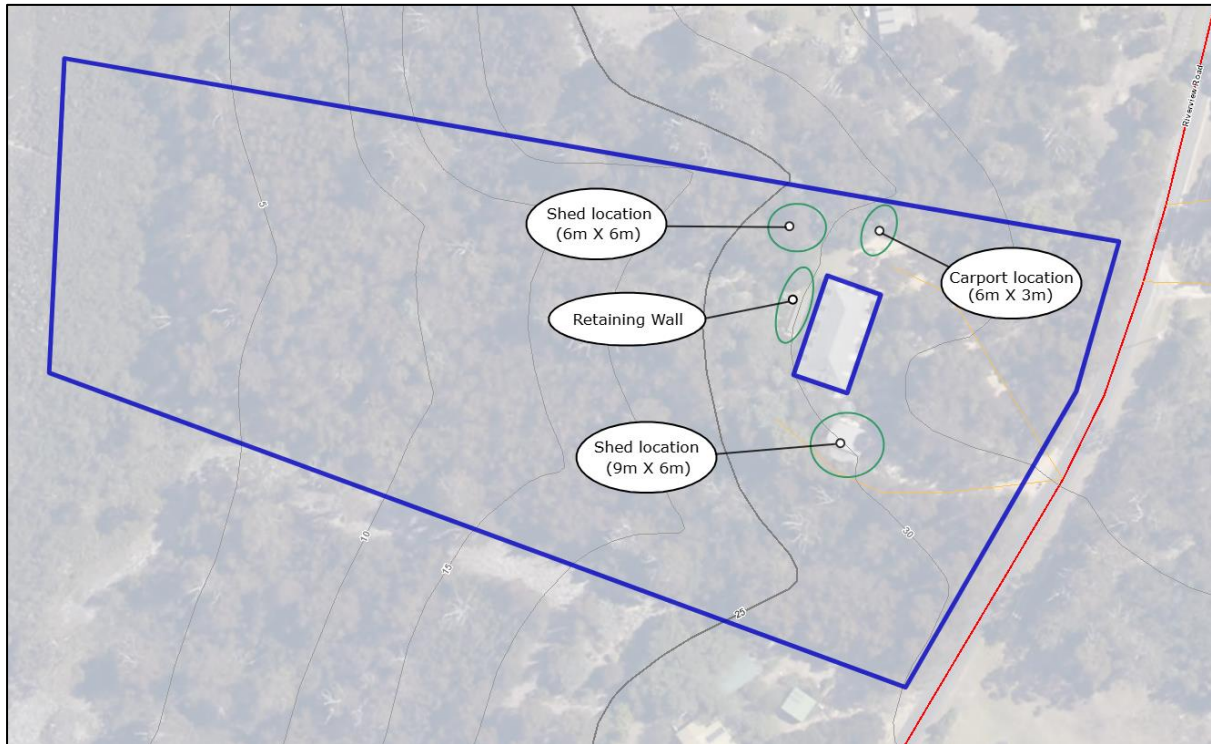 Riverview Road
Shed location
(6m X 6m)
Carport location
(6m X 3m)
Retaining Wall
Shed location
(9m X 6m)
5
10
15
25
30